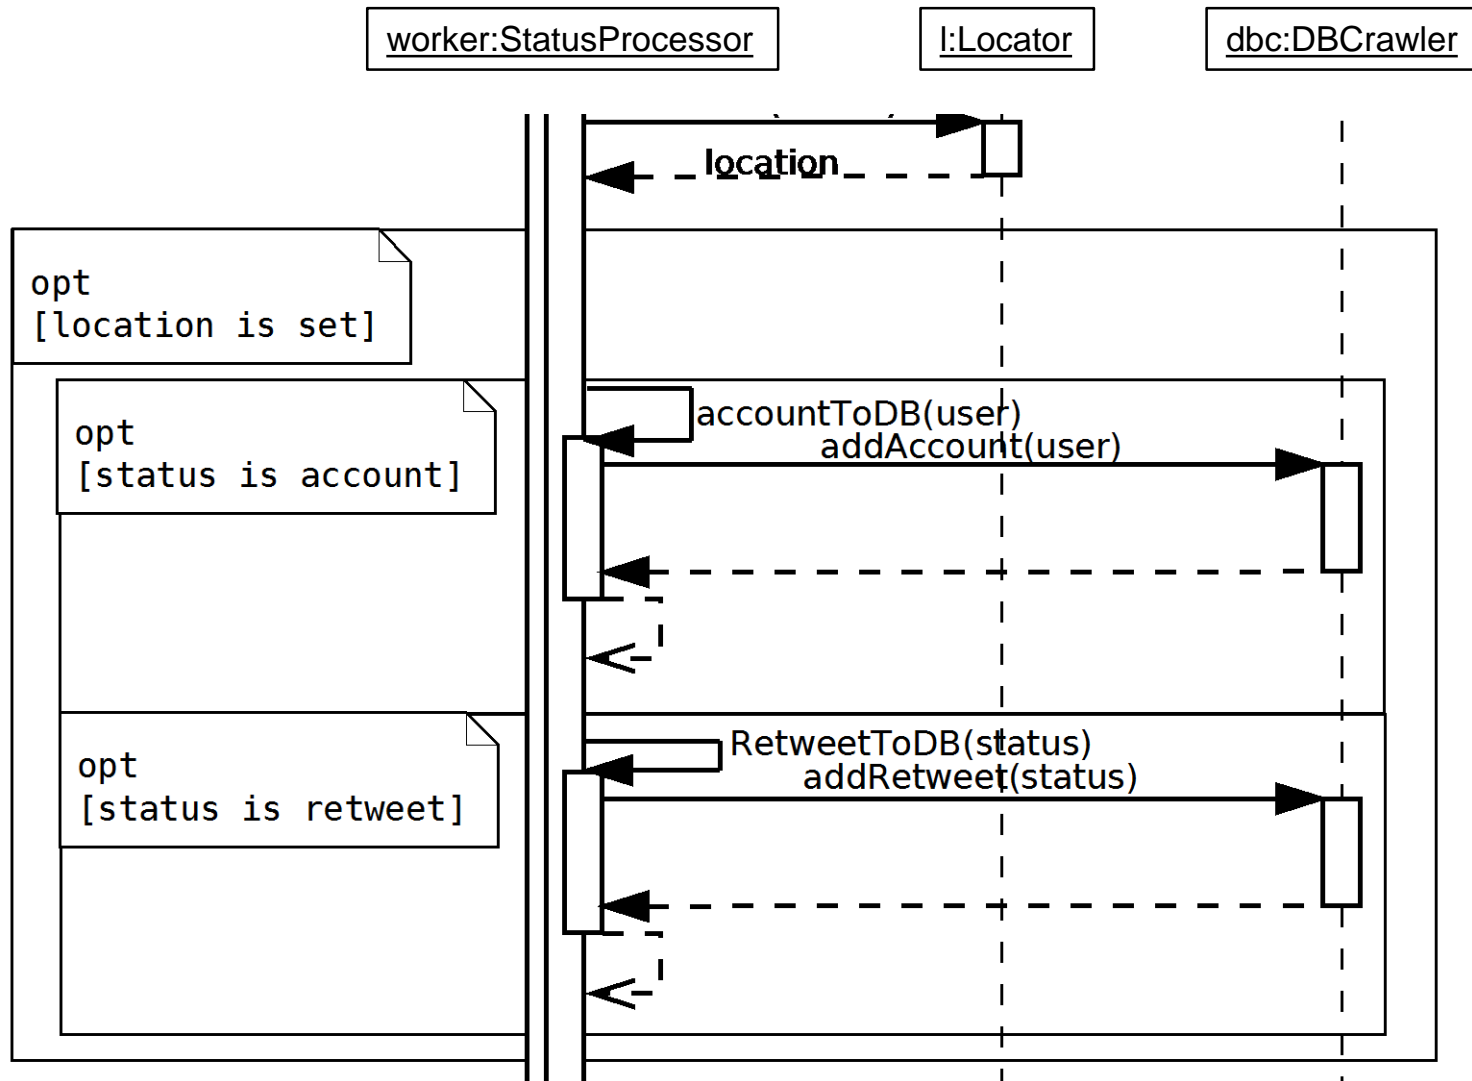 worker:StatusProcessor
l:Locator
dbc:DBCrawler
location
opt
[location is set]
opt
[status is account]
accountToDB(user)
addAccount(user)
opt
[status is retweet]
RetweetToDB(status)
addRetweet(status)